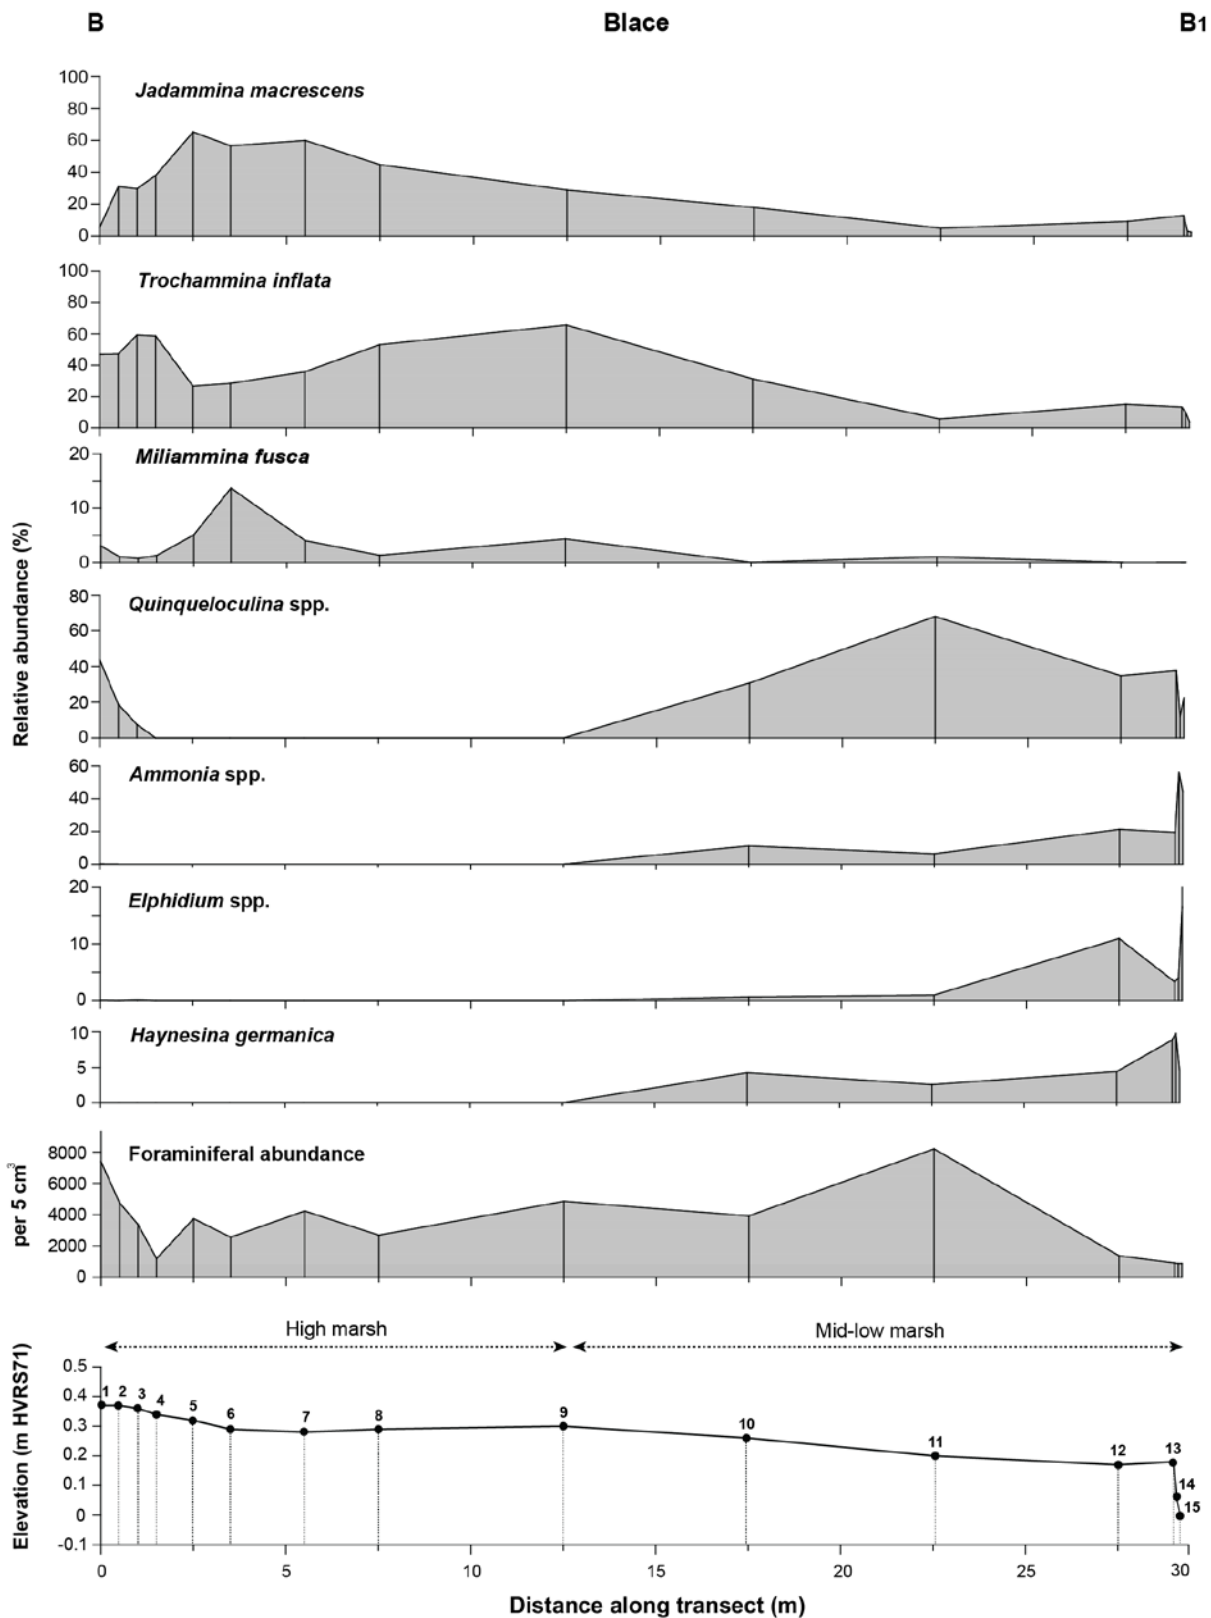 B Blace B1
Jadammina macrescens
100
80
60
40
20
0
Trochammina inflata
100
80
60
40
20
0
Miliammina fusca
20
10
0
Relative abundance (%)
Quinqueloculina spp.
80
60
40
20
0
Ammonia spp.
60
40
20
0
Elphidium spp.
20
10
0
Haynesina germanica
10
5
0
Foraminiferal abundance
per 5 cm³
8000
6000
4000
2000
0
High marsh Mid-low marsh
Elevation (m HVRS71)
0.5
0.4
0.3
0.2
0.1
0
-0.1
1 2 3 4 5 6 7 8 9 10 11 12 13 14 15
0 5 10 15 20 25 30
Distance along transect (m)